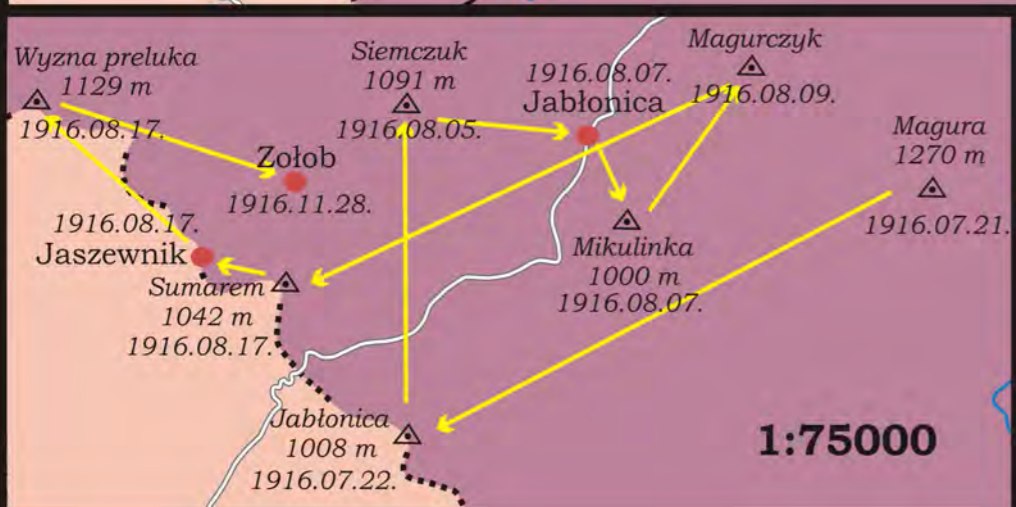 Wyzna preluka
1129 m
1916.08.17.
Siemczuk
1091 m
1916.08.05.
1916.08.07.
Jabłonica
Magurczyk
1916.08.09.
Magura
1270 m
1916.07.21.
Zołob
1916.11.28.
1916.08.17.
Jaszewnik
Sumarem
1042 m
1916.08.17.
Mikulinka
1000 m
1916.08.07.
Jabłonica
1008 m
1916.07.22.
1:75000